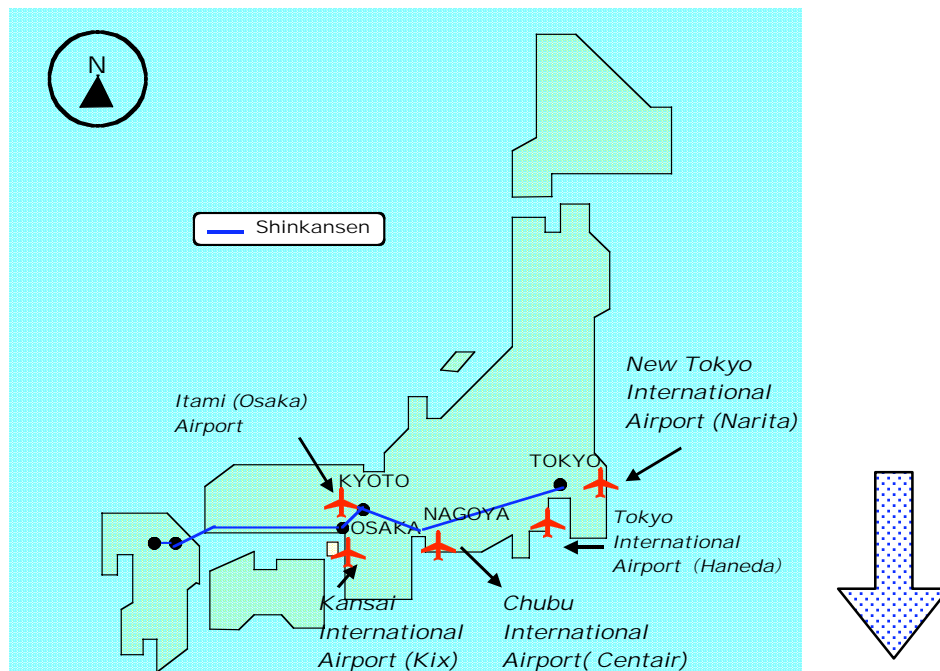 N
Shinkansen
New Tokyo
International
Airport (Narita)
Itami (Osaka)
Airport
TOKYO
KYOTO
NAGOYA
OSAKA
Tokyo
International
Airport (Haneda)
Kansai
International
Airport (Kix)
Chubu
International
Airport( Centair)